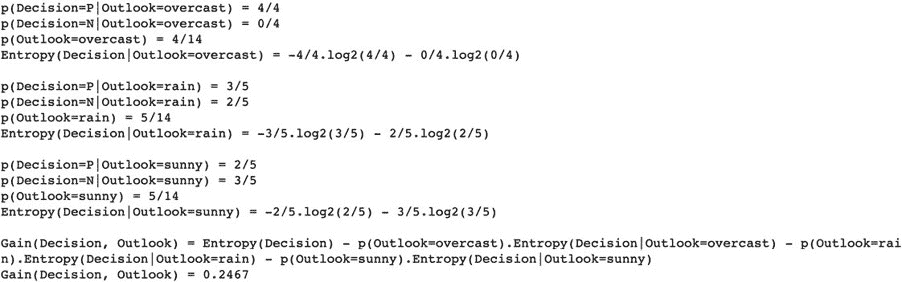 p(Decision=P|Outlook=overcast) = 4/4
p(Decision=N|Outlook=overcast) = 0/4
p(Outlook=overcast) = 4/14
Entropy(Decision|Outlook=overcast) = -4/4.log2(4/4) - 0/4.log2(0/4)
p(Decision=P|Outlook=rain) = 3/5
p(Decision=N|Outlook=rain) = 2/5
p(Outlook=rain) = 5/14
Entropy(Decision|Outlook=rain) = -3/5.log2(3/5) - 2/5.log2(2/5)
p(Decision=P|Outlook=sunny) = 2/5
p(Decision=N|Outlook=sunny) = 3/5
p(Outlook=sunny) = 5/14
Entropy(Decision|Outlook=sunny) = -2/5.log2(2/5) - 3/5.log2(3/5)
Gain(Decision, Outlook) = Entropy(Decision) - p(Outlook=overcast).Entropy(Decision|Outlook=overcast) - p(Outlook=rai
n).Entropy(Decision|Outlook=rain) - p(Outlook=sunny).Entropy(Decision|Outlook=sunny)
Gain(Decision, Outlook) = 0.2467